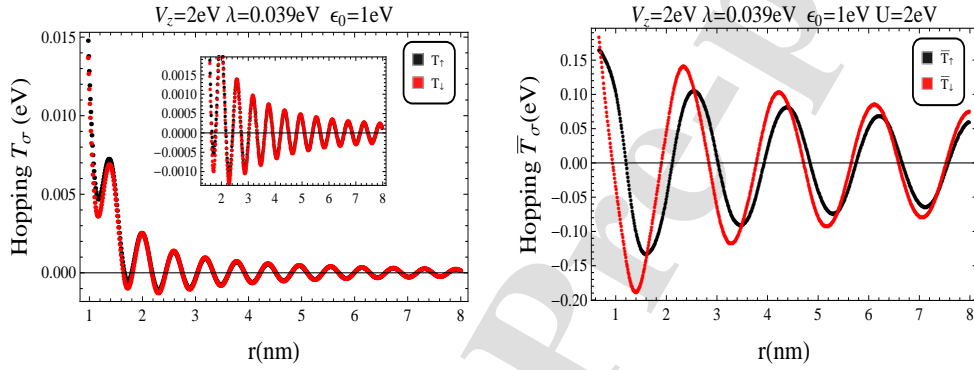 V_z=2eV λ=0.039eV ϵ_0=1eV
Hopping T_σ (eV)
0.015
0.010
0.005
0.000
T_↑
T_↓
0.0015
0.0010
0.0005
0.0000
−0.0005
−0.0010
2 3 4 5 6 7 8
1 2 3 4 5 6 7 8
r(nm)
V_z=2eV λ=0.039eV ϵ_0=1eV U=2eV
Hopping T̅_σ(eV)
0.15
0.10
0.05
0.00
−0.05
−0.10
−0.15
−0.20
T̅_↑
T̅_↓
1 2 3 4 5 6 7 8
r(nm)
Pre-p